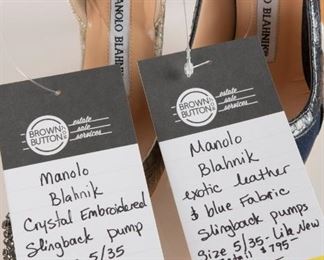 MANOLO BLAHNIK
MANOLO BLAHNIK
BROWN
BUTTON
estate
sale
services
Manolo
Blahnik
Crystal Embroidered
Slingback pump
5/35
BROWN
BUTTON
estate
sale
services
Manolo
Blahnik
exotic leather
& blue Fabric
Slingback pumps
Size 5/35 - Like New
$795-